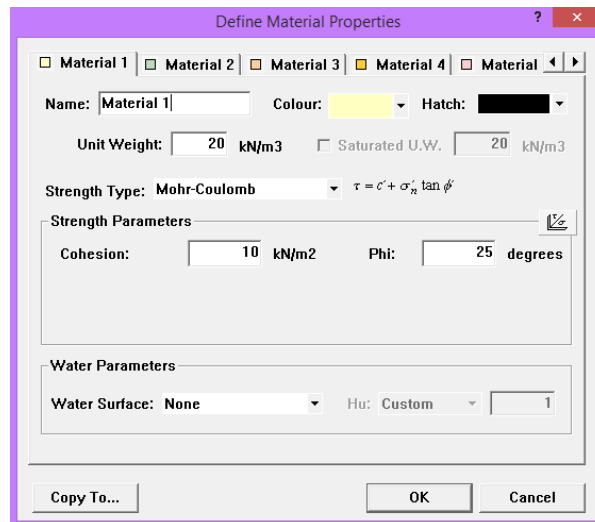 Define Material Properties ? ×
Material 1 Material 2 Material 3 Material 4 Material
Name: Material 1 Colour: Hatch:
Unit Weight: 20 kN/m3 Saturated U.W. 20 kN/m3
Strength Type: Mohr-Coulomb τ = c′ + σ′n tan ϕ′
Strength Parameters τ/σ
Cohesion: 10 kN/m2 Phi: 25 degrees
Water Parameters
Water Surface: None Hu: Custom 1
Copy To... OK Cancel